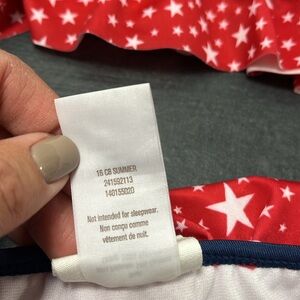 16 CB SUMMER
241592113
140155020
Not intended for sleepwear.
Non conçu comme
vêtement de nuit.